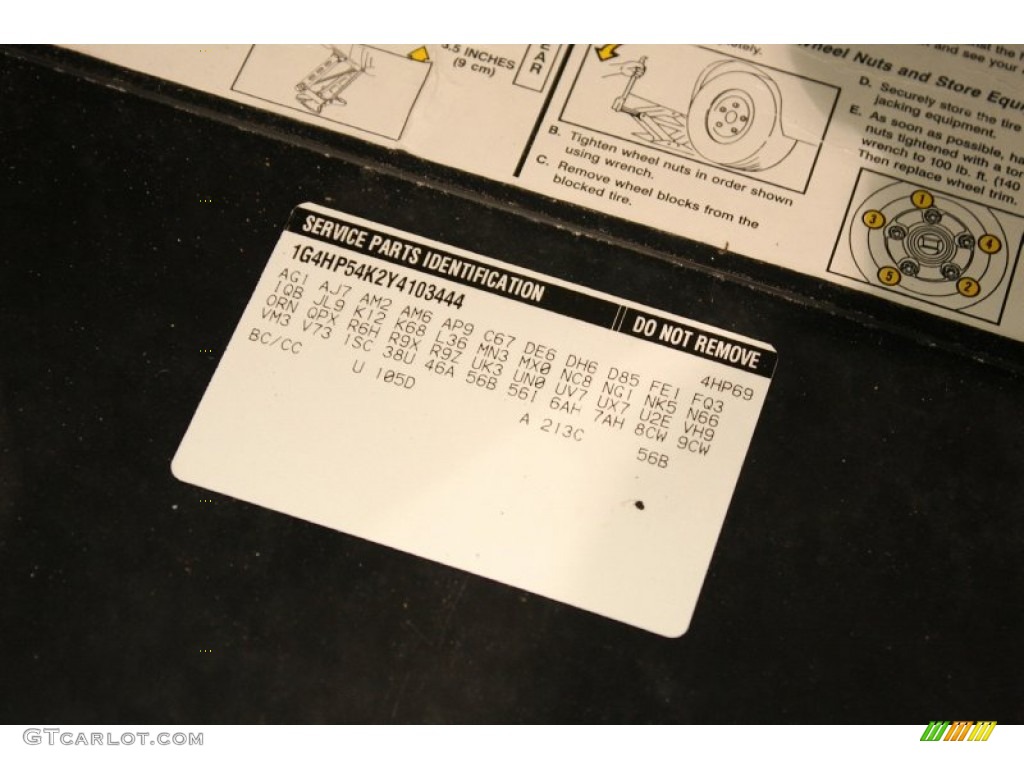 3.5 INCHES
(9 cm)
EAR
B. Tighten wheel nuts in order shown
using wrench.
C. Remove wheel blocks from the
blocked tire.
and see your
Wheel Nuts and Store Equ
D. Securely store the tire
jacking equipment.
E. As soon as possible, ha
nuts tightened with a tor
wrench to 100 lb. ft. (140
Then replace wheel trim.
1
3
4
5
2
SERVICE PARTS IDENTIFICATION DO NOT REMOVE
1G4HP54K2Y4103444 4HP69
AG1 AJ7 AM2 AM6 AP9 C67 DE6 DH6 D85 FE1 FQ3
IQB JL9 K12 K68 L36 MN3 MX0 NC8 NG1 NK5 N66
ORN QPX R6H R9X R9Z UK3 UN0 UV7 UX7 U2E VH9
VM3 V73 1SC 38U 46A 56B 56I 6AH 7AH 8CW 9CW
BC/CC U 105D A 213C 56B
GTCARLOT.COM